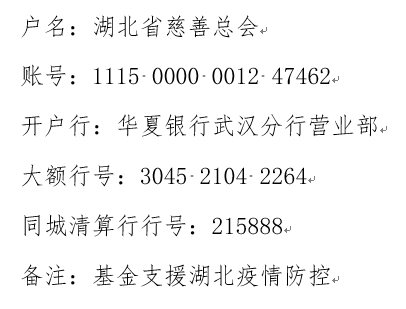 户名：湖北省慈善总会
账号：1115 0000 0012 47462
开户行：华夏银行武汉分行营业部
大额行号：3045 2104 2264
同城清算行行号：215888
备注：基金支援湖北疫情防控